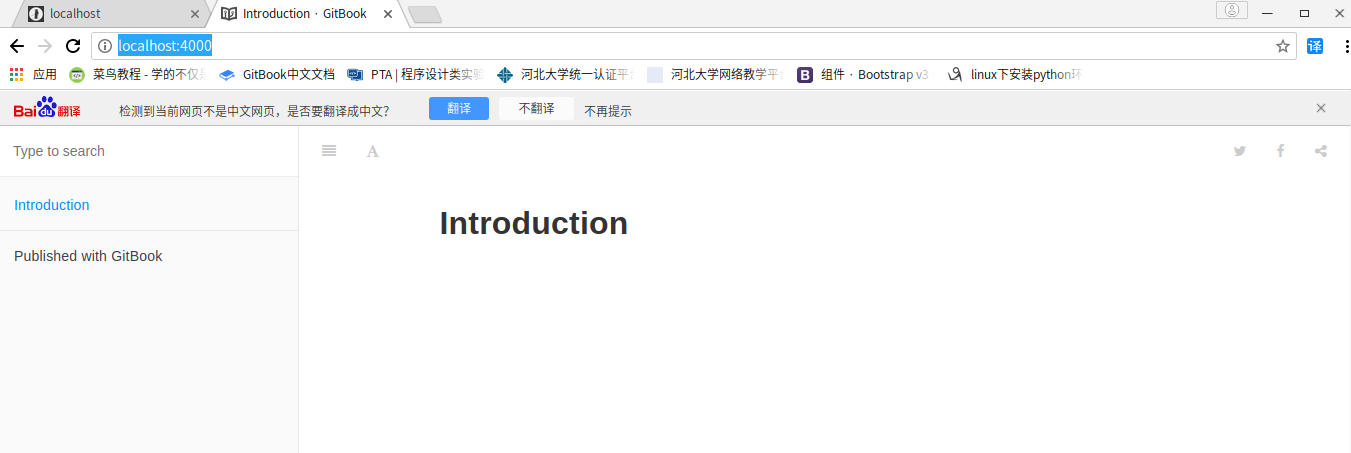 localhost
Introduction · GitBook
localhost:4000
译
应用
菜鸟教程 - 学的不仅
GitBook中文文档
PTA | 程序设计类实验
河北大学统一认证平台
河北大学网络教学平
B
组件 · Bootstrap v3
linux下安装python环
Baidu翻译
检测到当前网页不是中文网页，是否要翻译成中文?
翻译
不翻译
不再提示
Type to search
A
Introduction
Introduction
Published with GitBook